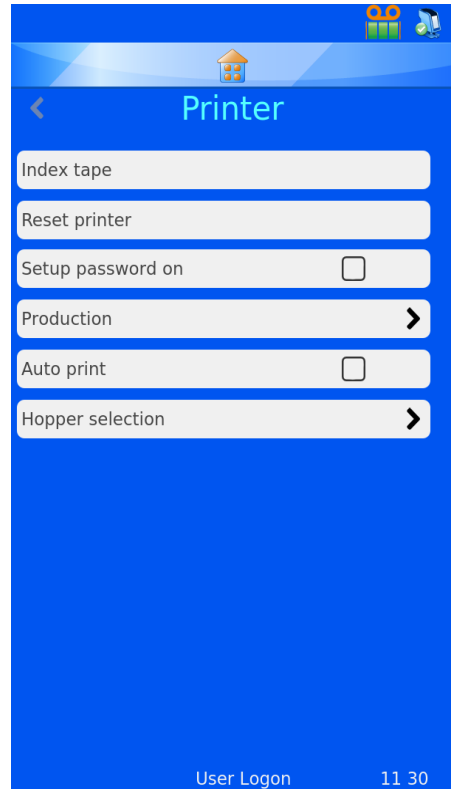 Printer
Index tape
Reset printer
Setup password on
Production
Auto print
Hopper selection
User Logon 11 30